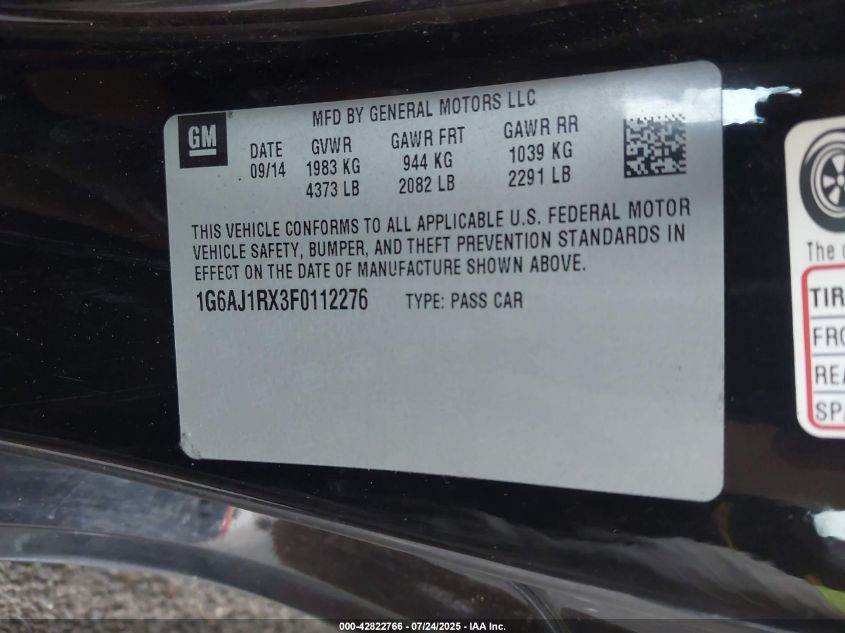 MFD BY GENERAL MOTORS LLC
GM
DATE GVWR GAWR FRT GAWR RR
09/14 1983 KG 944 KG 1039 KG
4373 LB 2082 LB 2291 LB
THIS VEHICLE CONFORMS TO ALL APPLICABLE U.S. FEDERAL MOTOR
VEHICLE SAFETY, BUMPER, AND THEFT PREVENTION STANDARDS IN
EFFECT ON THE DATE OF MANUFACTURE SHOWN ABOVE.
1G6AJ1RX3F0112276 TYPE: PASS CAR
The
TIR
FRO
REA
SPA
000-42822766 - 07/24/2025 - IAA Inc.